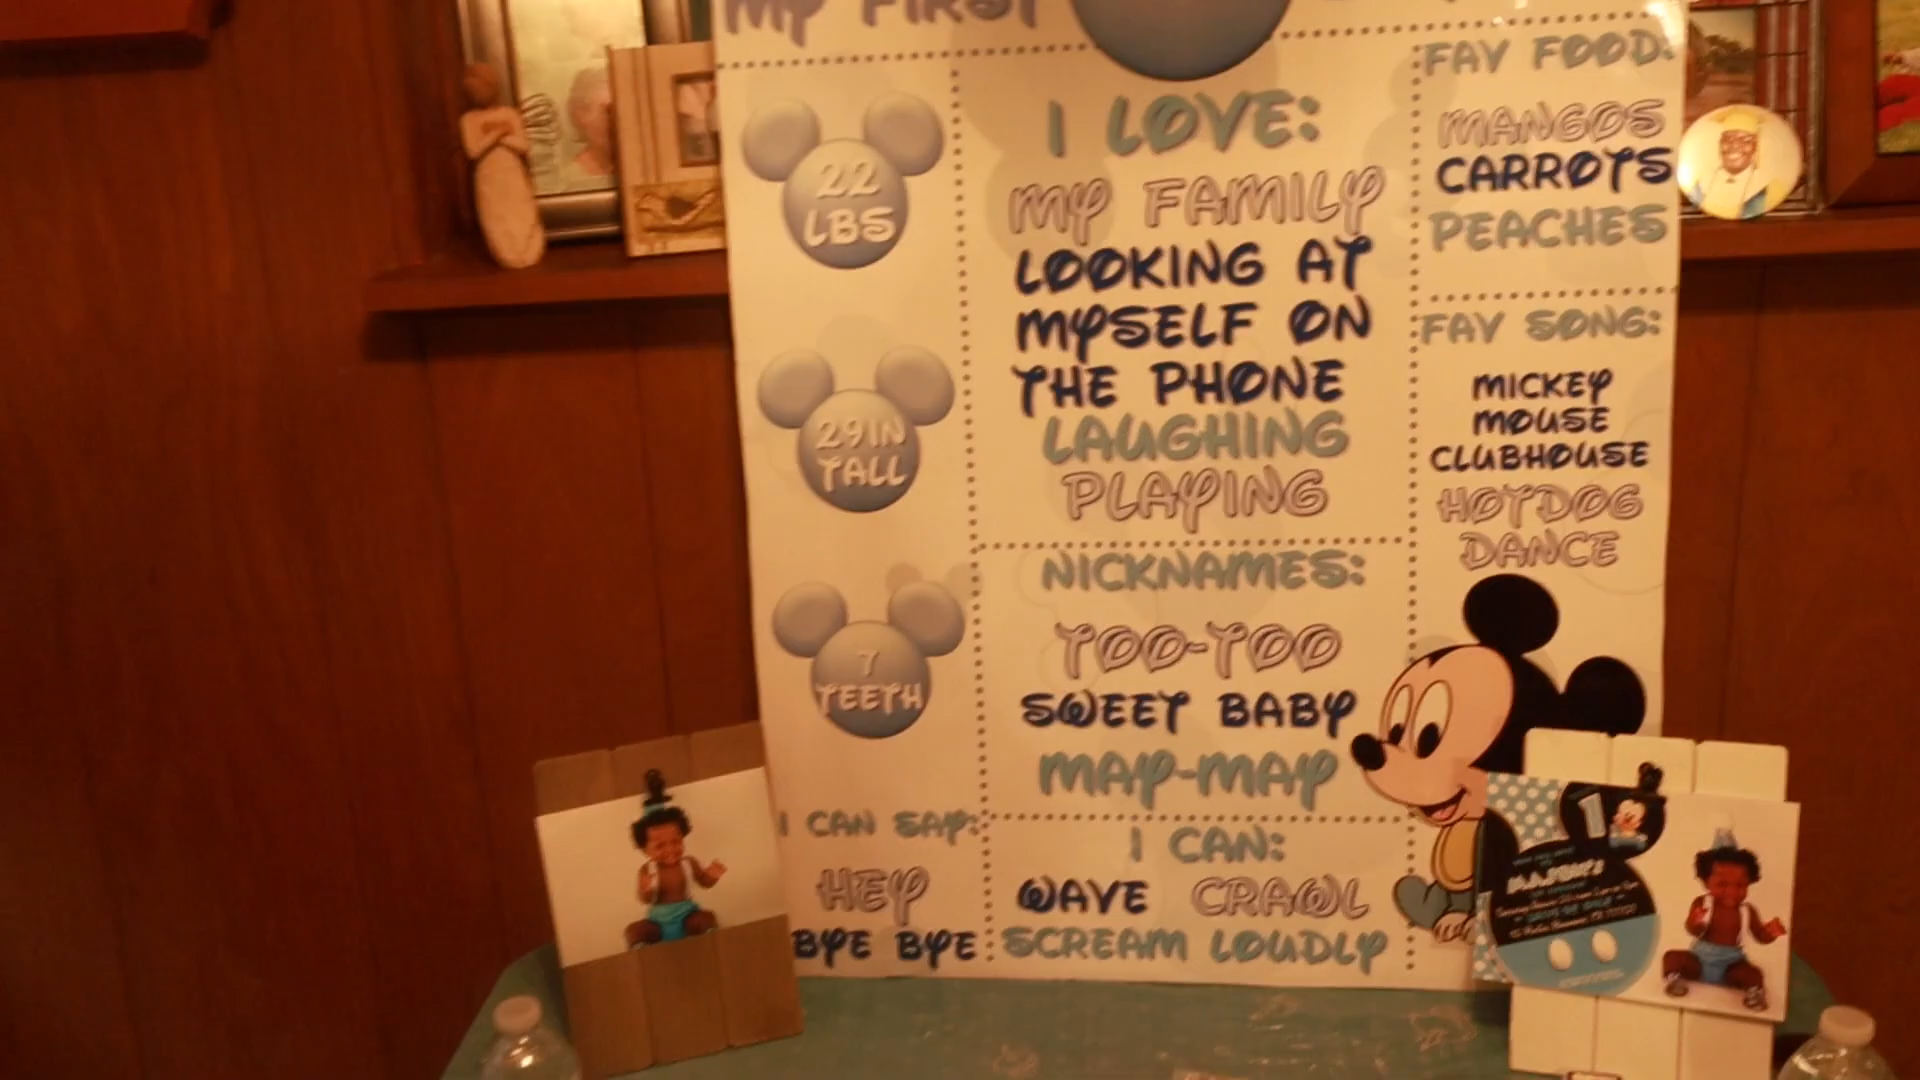 MY FIRST
22
LBS
29IN
TALL
7
TEETH
I CAN SAY:
HEY
BYE BYE
I LOVE:
MY FAMILY
LOOKING AT
MYSELF ON
THE PHONE
LAUGHING
PLAYING
NICKNAMES:
TOO-TOO
SWEET BABY
MAY-MAY
I CAN:
WAVE CRAWL
SCREAM LOUDLY
FAV FOOD:
MANGOS
CARROTS
PEACHES
FAV SONG:
MICKEY
MOUSE
CLUBHOUSE
HOTDOG
DANCE
1